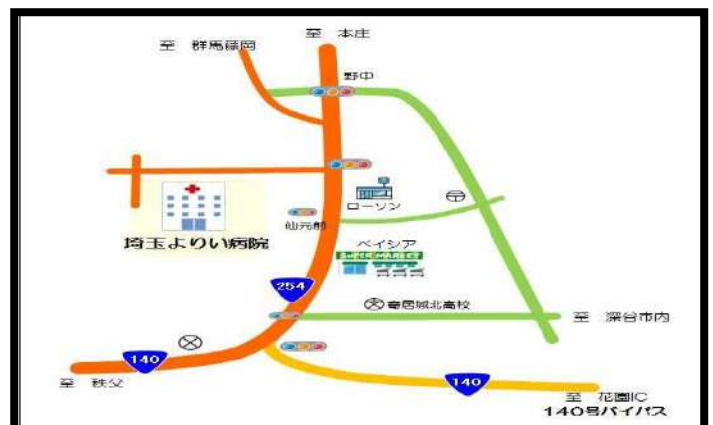 至 本庄
至 群馬藤岡
野中
ローソン
仙元前
埼玉よりい病院
ベイシア
SUPER MARKET
254
寄居城北高校
至 深谷市内
140
至 秩父
140
至 花園IC
140号バイパス